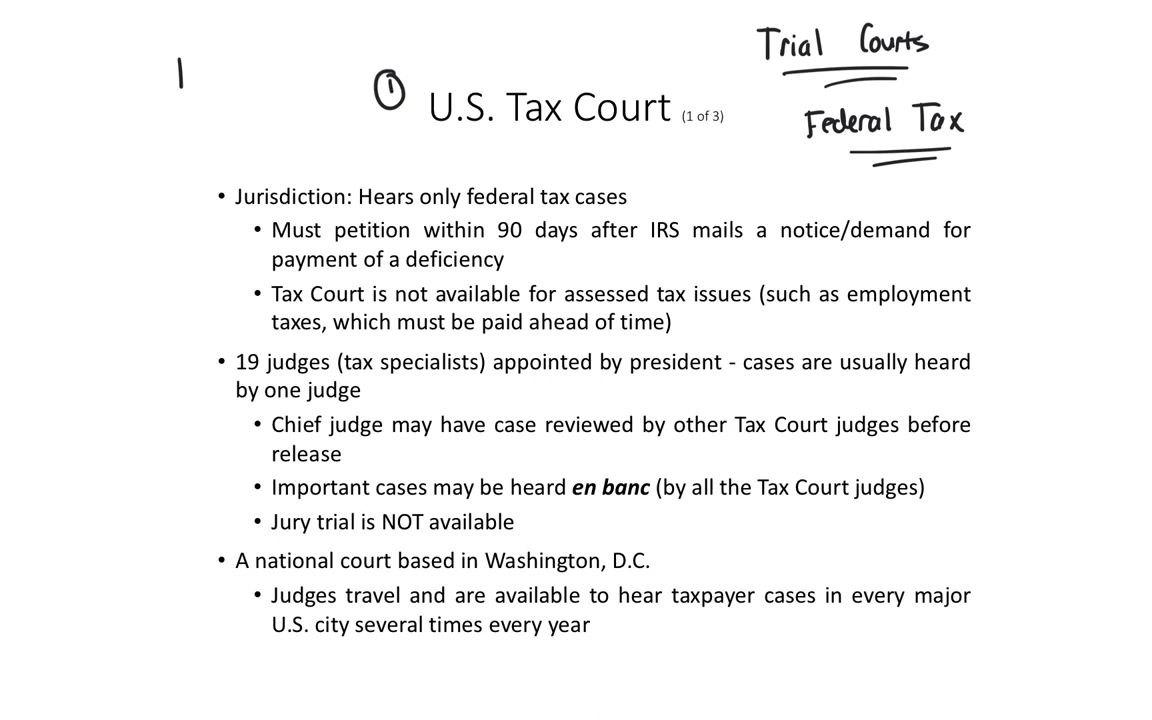 Trial Courts
1
① U.S. Tax Court (1 of 3)
Federal Tax
• Jurisdiction: Hears only federal tax cases
• Must petition within 90 days after IRS mails a notice/demand for
payment of a deficiency
• Tax Court is not available for assessed tax issues (such as employment
taxes, which must be paid ahead of time)
• 19 judges (tax specialists) appointed by president - cases are usually heard
by one judge
• Chief judge may have case reviewed by other Tax Court judges before
release
• Important cases may be heard en banc (by all the Tax Court judges)
• Jury trial is NOT available
• A national court based in Washington, D.C.
• Judges travel and are available to hear taxpayer cases in every major
U.S. city several times every year